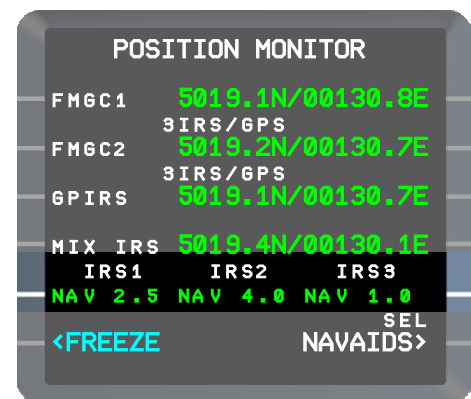 POSITION MONITOR
FMGC1 5019.1N/00130.8E
3IRS/GPS
FMGC2 5019.2N/00130.7E
3IRS/GPS
GPIRS 5019.1N/00130.7E
MIX IRS 5019.4N/00130.1E
IRS1 IRS2 IRS3
NAV 2.5 NAV 4.0 NAV 1.0
SEL
<FREEZE NAVAIDS>